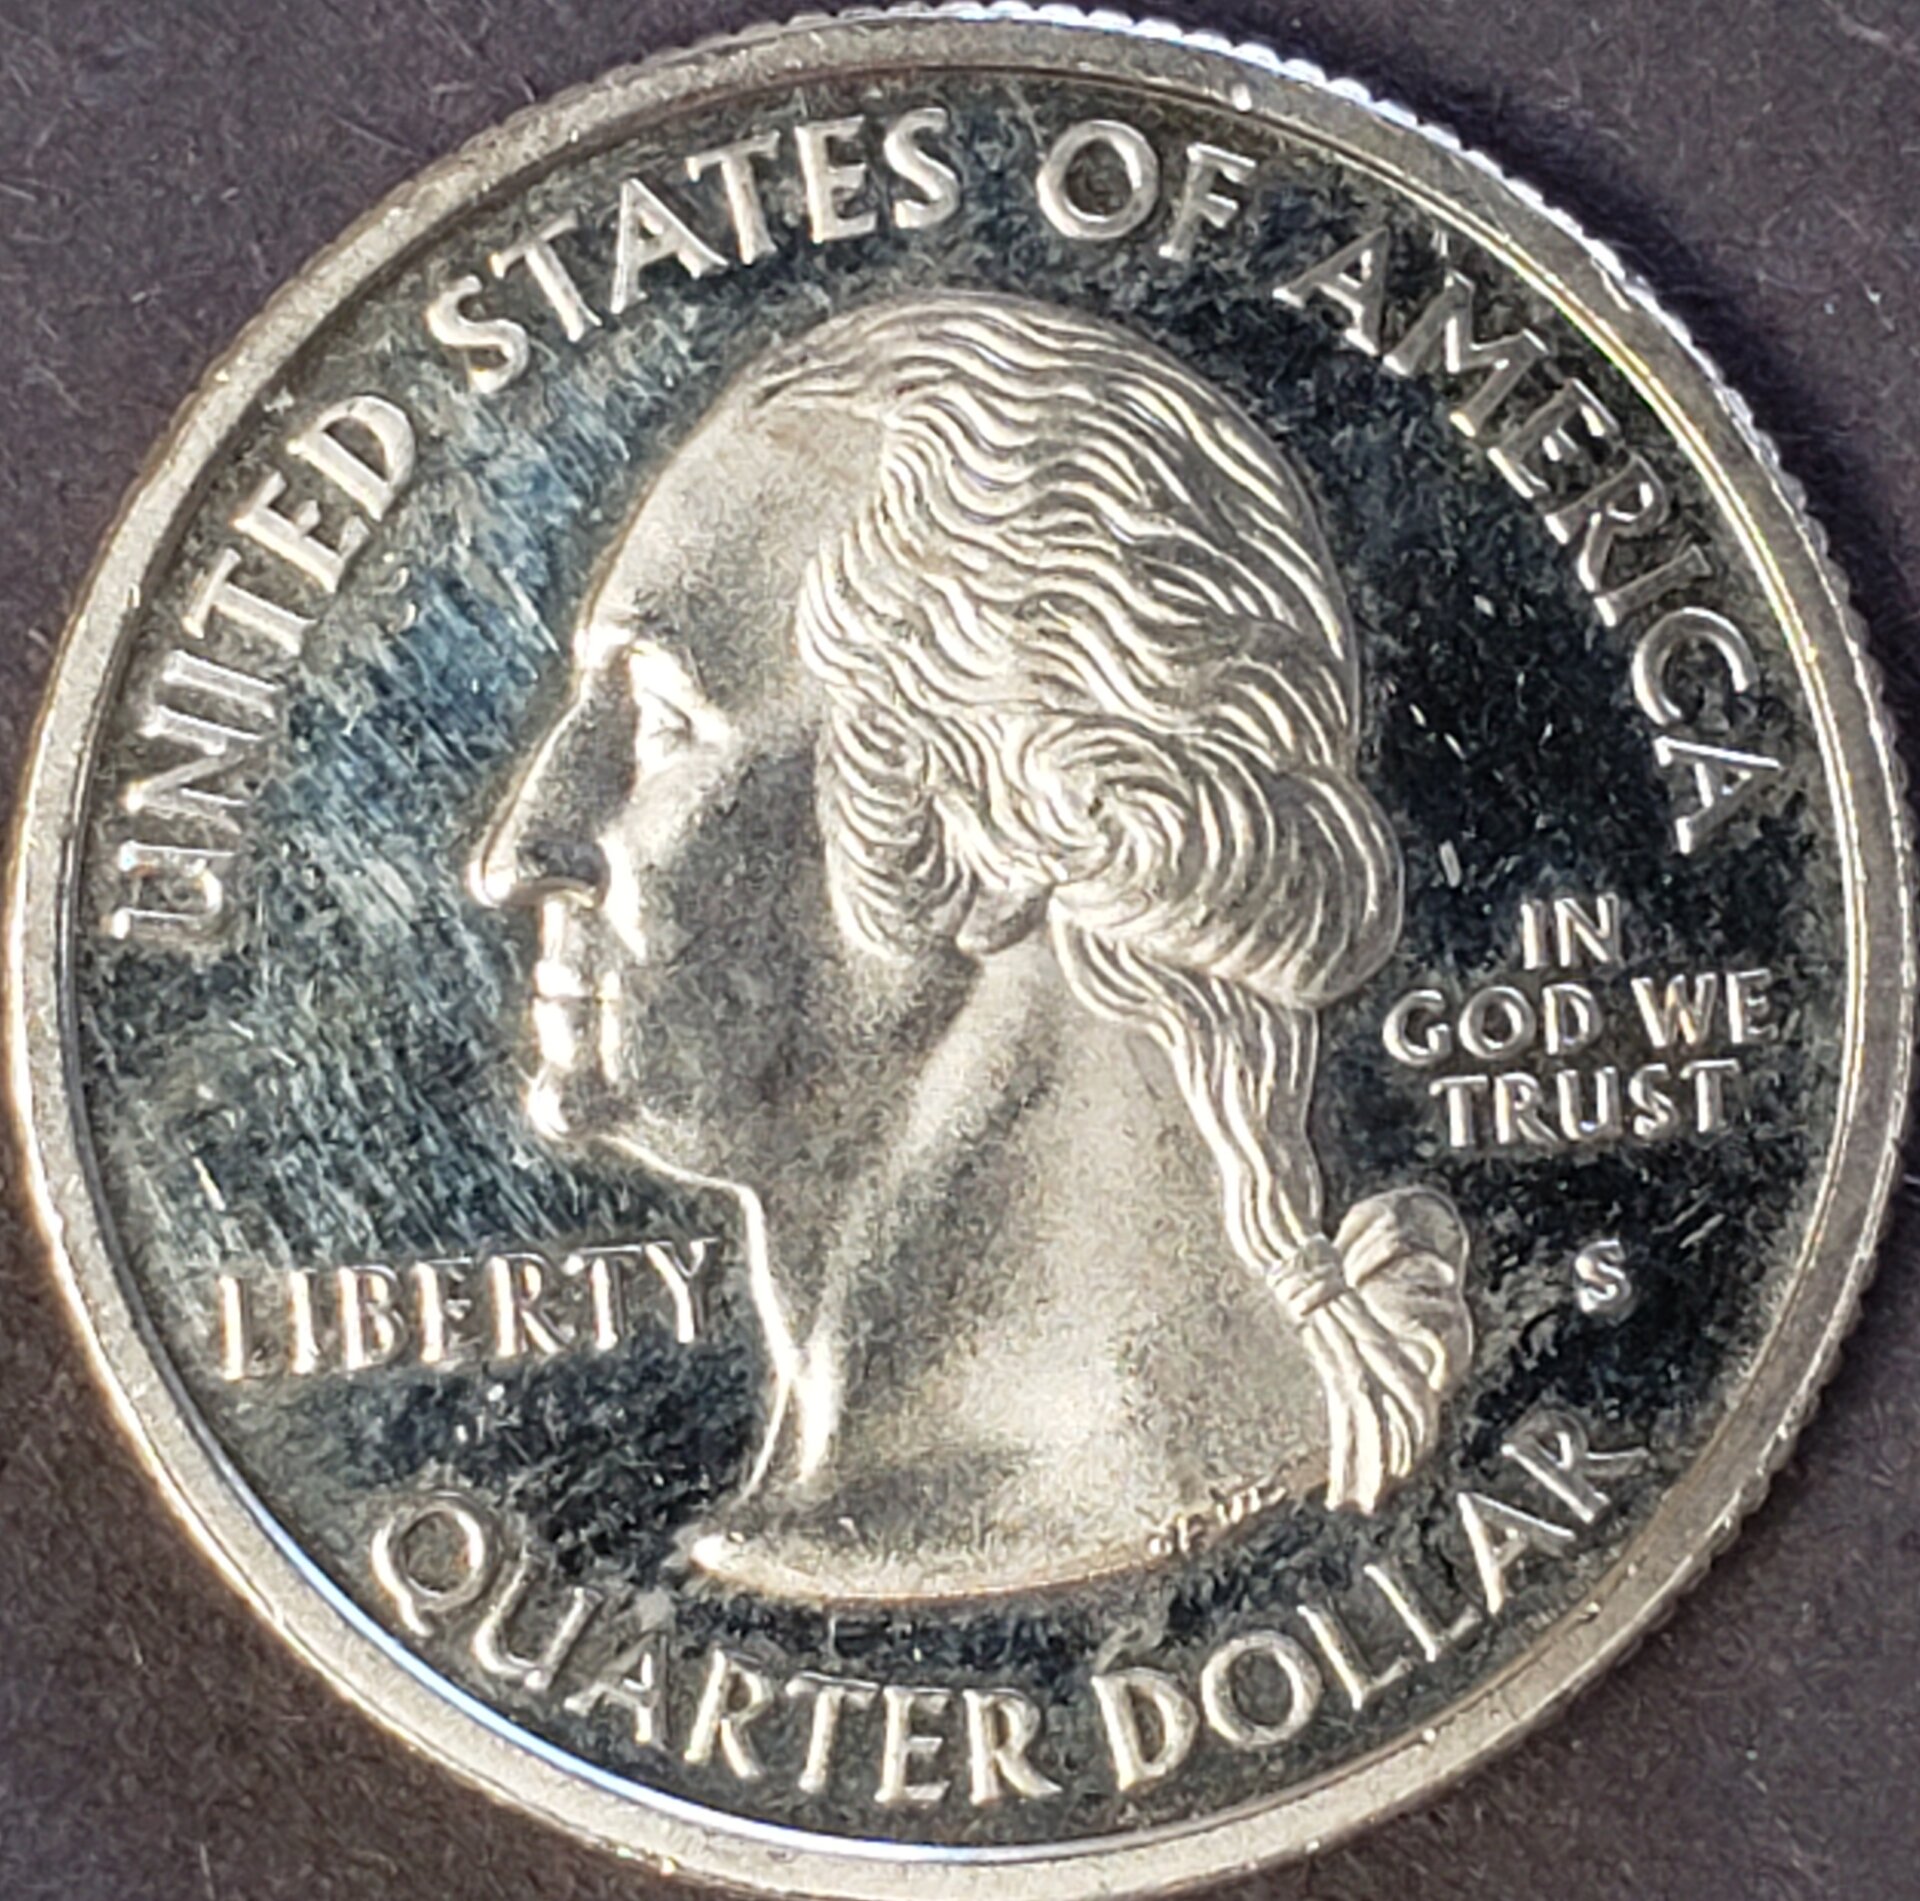 UNITED STATES OF AMERICA
LIBERTY
IN
GOD WE
TRUST
S
QUARTER DOLLAR